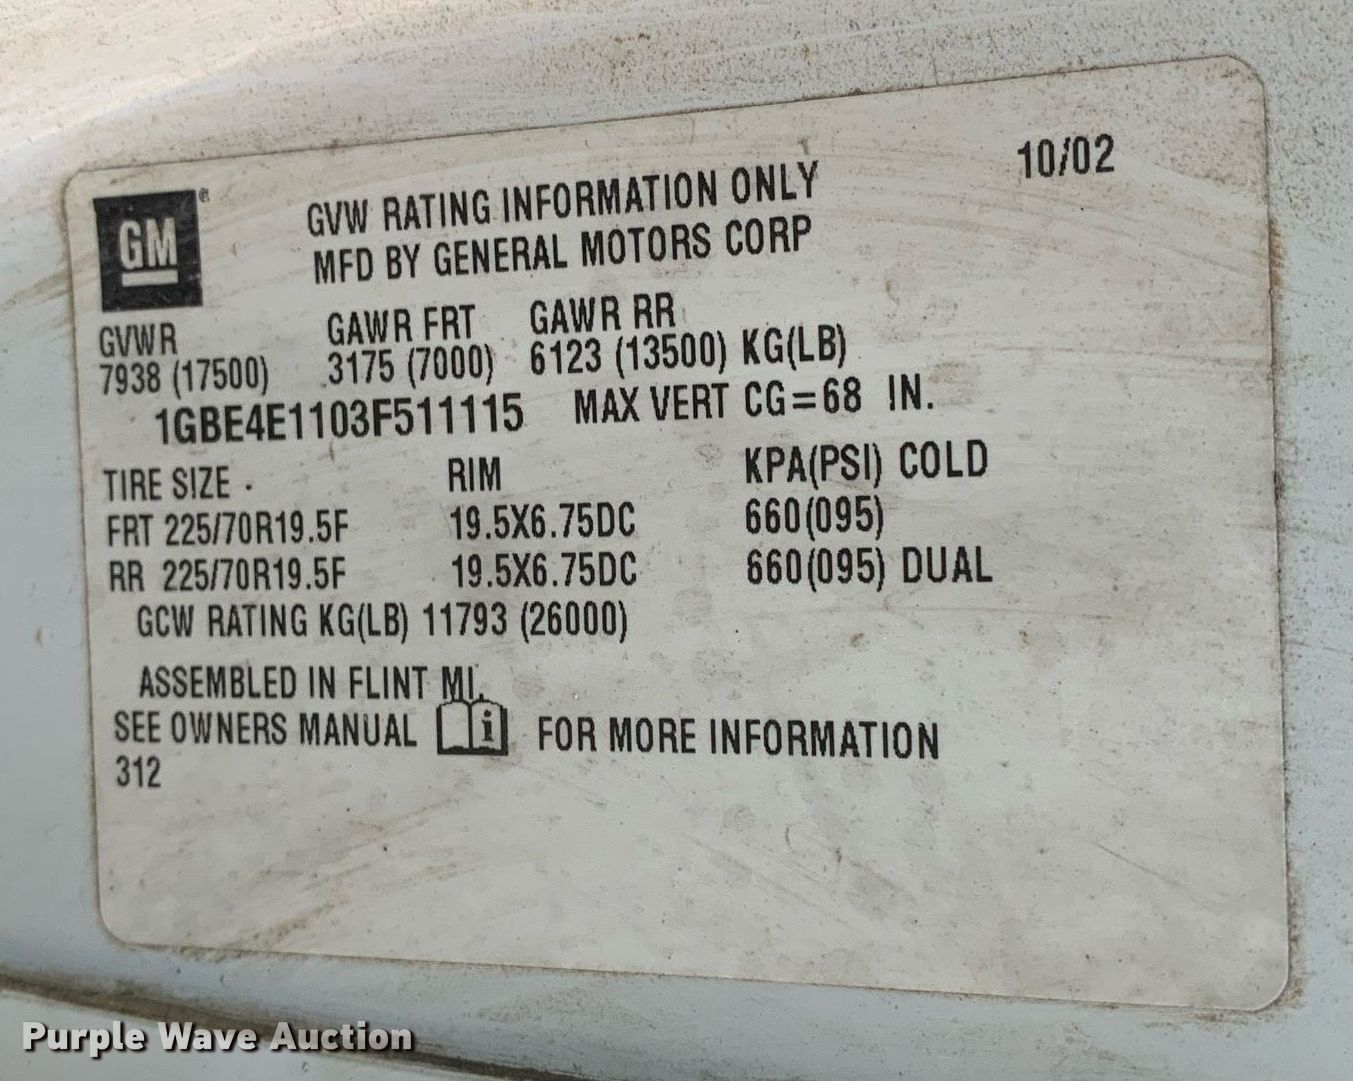 10/02
GM ®
GVW RATING INFORMATION ONLY
MFD BY GENERAL MOTORS CORP
GVWR GAWR FRT GAWR RR
7938 (17500) 3175 (7000) 6123 (13500) KG(LB)
1GBE4E1103F511115 MAX VERT CG=68 IN.
TIRE SIZE RIM KPA(PSI) COLD
FRT 225/70R19.5F 19.5X6.75DC 660(095)
RR 225/70R19.5F 19.5X6.75DC 660(095) DUAL
GCW RATING KG(LB) 11793 (26000)
ASSEMBLED IN FLINT MI.
SEE OWNERS MANUAL i FOR MORE INFORMATION
312
Purple Wave Auction